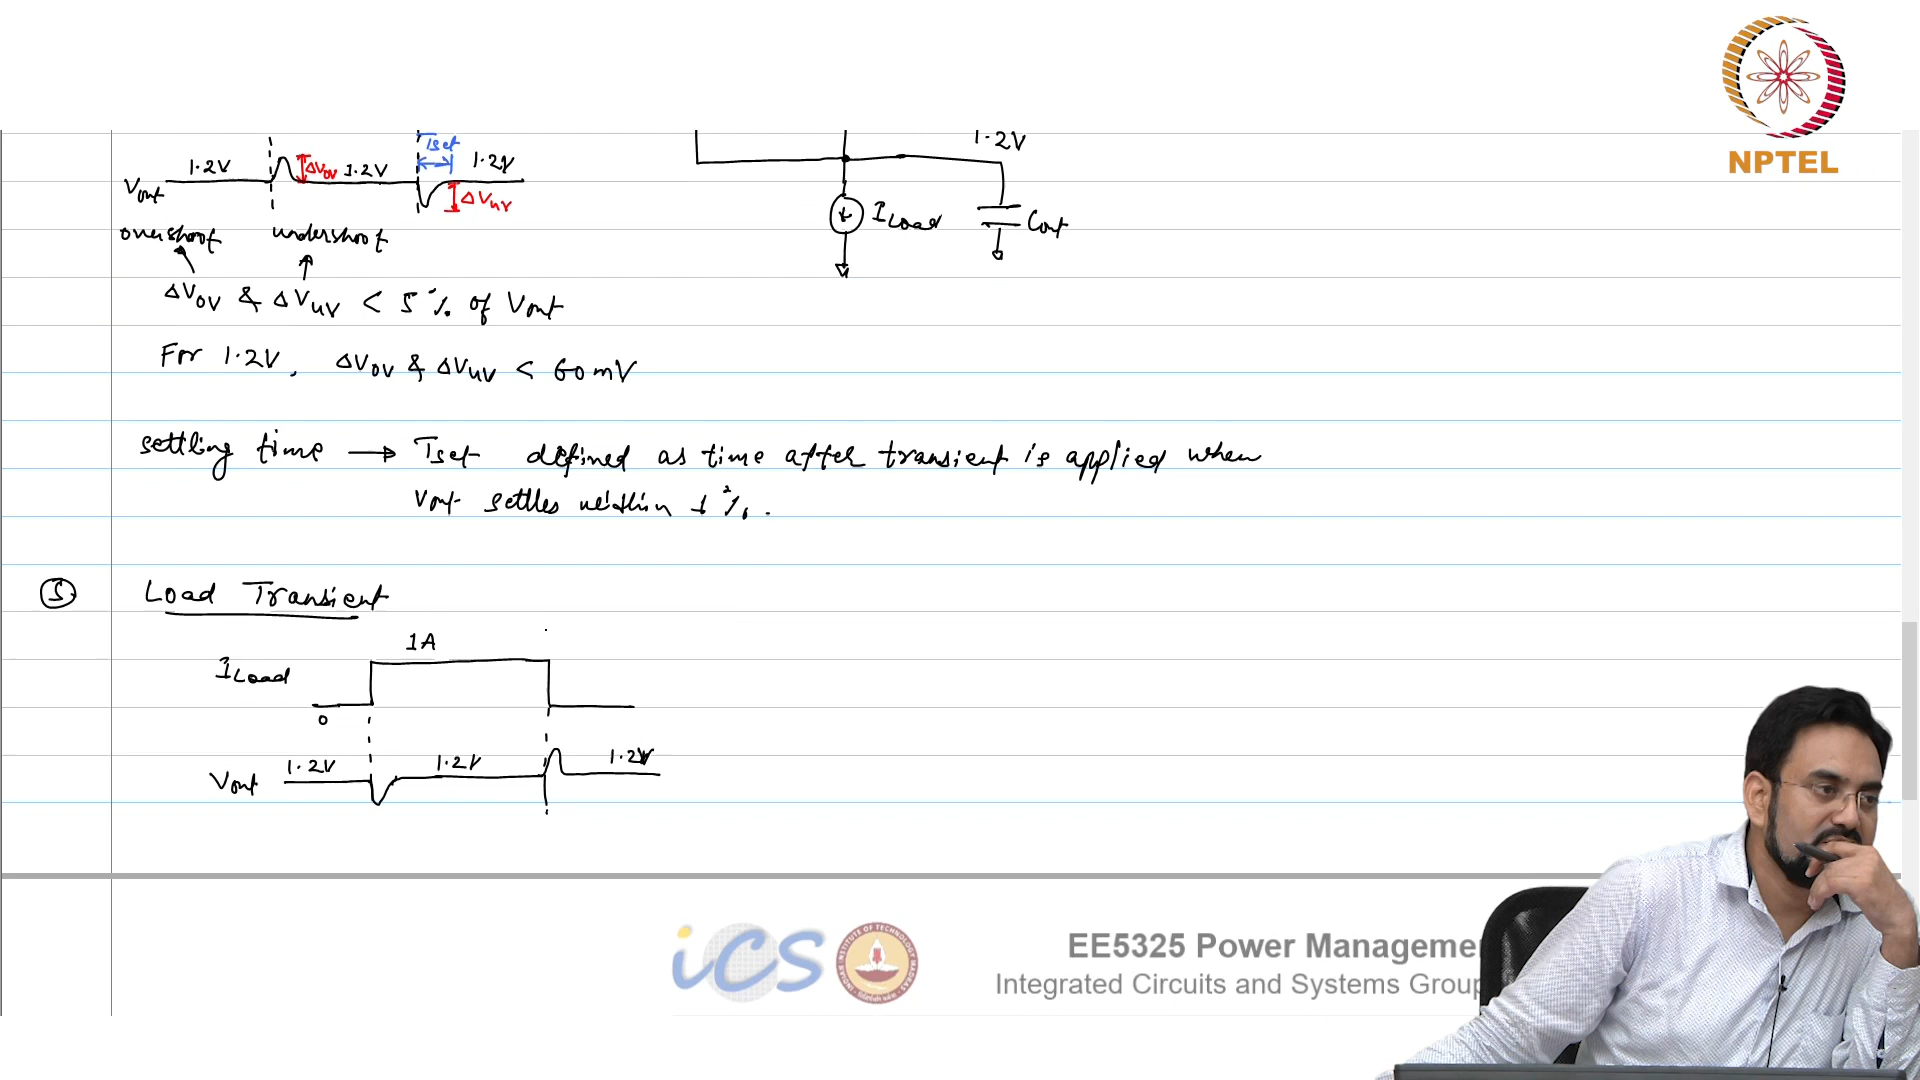 1.2V
Tset
1.2V
ΔVov 1.2V
1.2V
Vout
ΔVuv
overshoot undershoot
ILoad
Cout
ΔVov & ΔVuv < 5% of Vout
For 1.2V, ΔVov & ΔVuv < 60mV
settling time → Tset defined as time after transient is applied when
Vout settles within 1%.
⑤ Load Transient
1A
ILoad
0
1.2V 1.2V 1.2V
Vout
NPTEL
iCS
EE5325 Power Manageme
Integrated Circuits and Systems Group